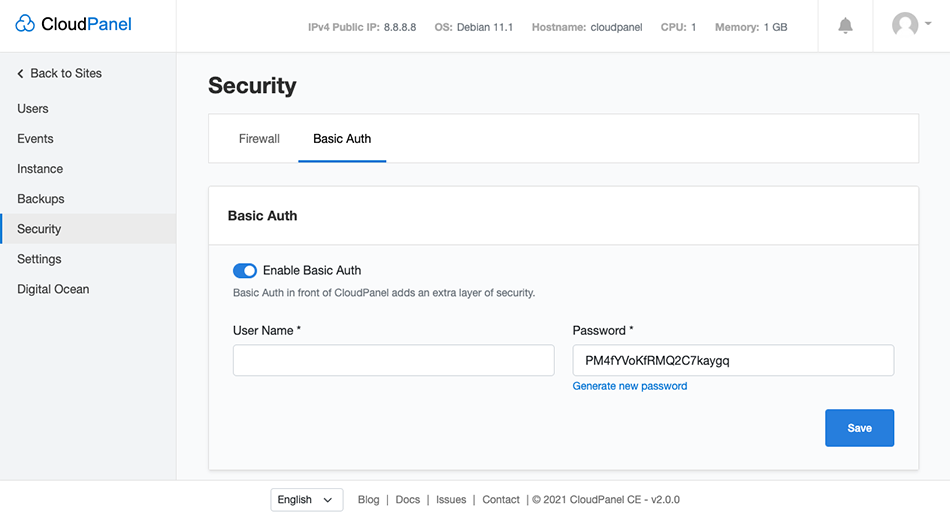 CloudPanel
IPv4 Public IP: 8.8.8.8 OS: Debian 11.1 Hostname: cloudpanel CPU: 1 Memory: 1 GB
Back to Sites
Users
Events
Instance
Backups
Security
Settings
Digital Ocean
Security
Firewall Basic Auth
Basic Auth
Enable Basic Auth
Basic Auth in front of CloudPanel adds an extra layer of security.
User Name * Password *
PM4fYVoKfRMQ2C7kaygq
Generate new password
Save
English Blog | Docs | Issues | Contact | © 2021 CloudPanel CE - v2.0.0